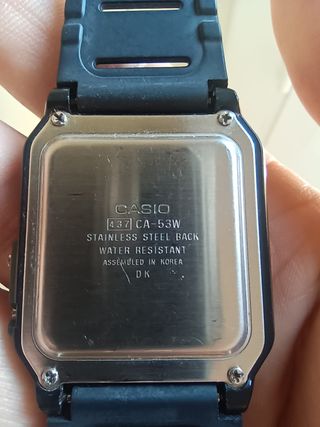 CASIO
437 CA-53W
STAINLESS STEEL BACK
WATER RESISTANT
ASSEMBLED IN KOREA
DK